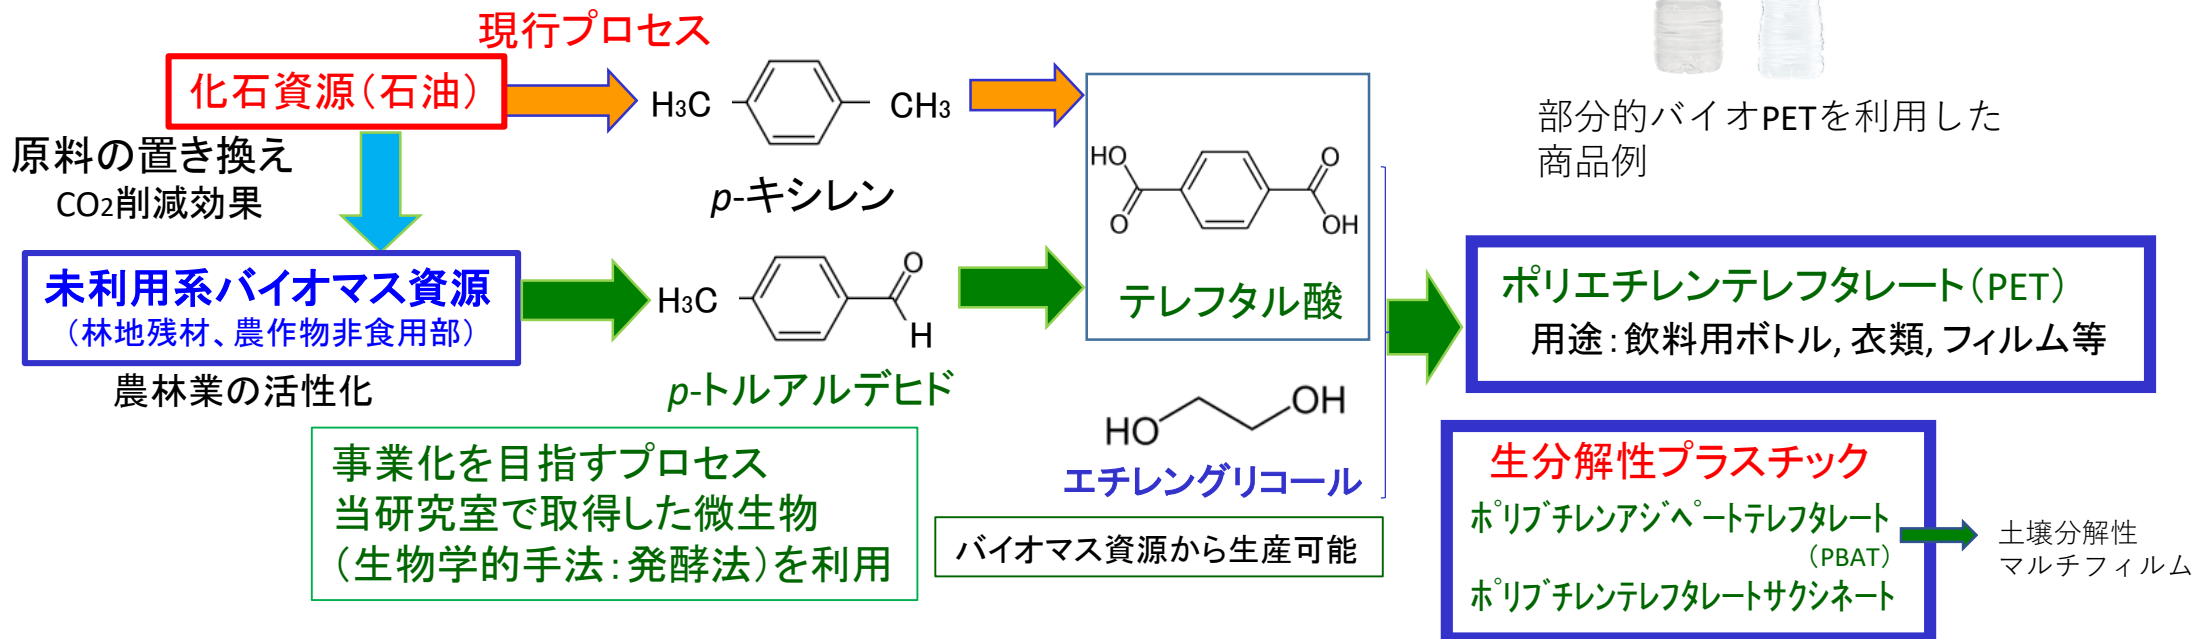 現行プロセス
化石資源(石油)
H3C
CH3
p-キシレン
原料の置き換え
CO2削減効果
未利用系バイオマス資源
(林地残材、農作物非食用部)
農林業の活性化
H3C
O
H
p-トルアルデヒド
事業化を目指すプロセス
当研究室で取得した微生物
(生物学的手法:発酵法)を利用
HO
O
O
OH
テレフタル酸
HO
OH
エチレングリコール
バイオマス資源から生産可能
部分的バイオPETを利用した
商品例
ポリエチレンテレフタレート(PET)
用途:飲料用ボトル, 衣類, フィルム等
生分解性プラスチック
ポリブチレンアジペートテレフタレート
(PBAT)
ポリブチレンテレフタレートサクシネート
土壌分解性
マルチフィルム